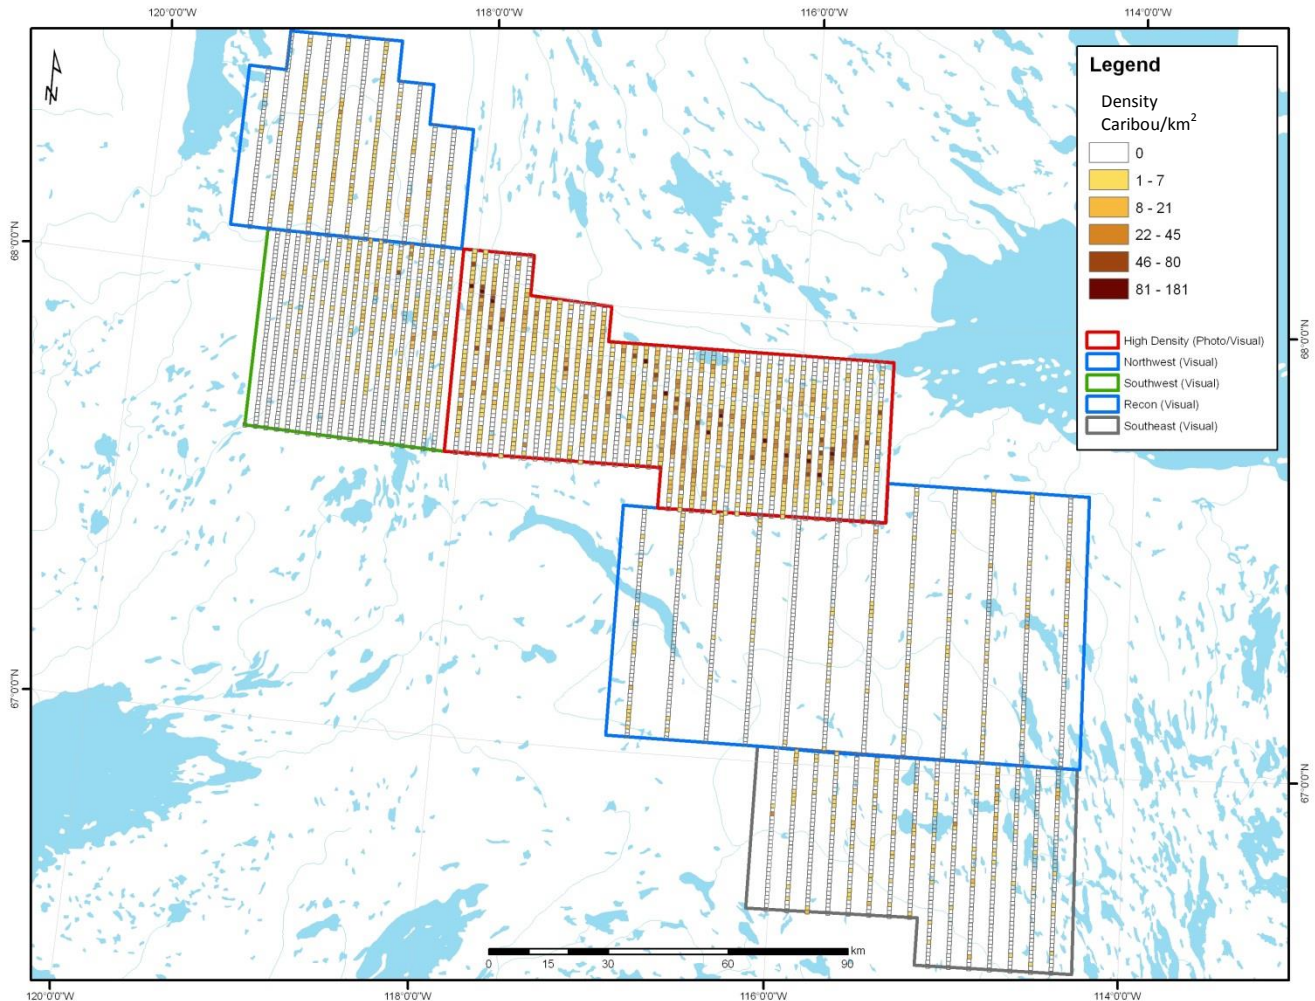 120°0'0"W 118°0'0"W 116°0'0"W 114°0'0"W
N
Legend
Density
Caribou/km²
0
1 - 7
8 - 21
22 - 45
46 - 80
81 - 181
High Density (Photo/Visual)
Northwest (Visual)
Southwest (Visual)
Recon (Visual)
Southeast (Visual)
68°0'0"N
68°0'0"N
67°0'0"N
67°0'0"N
km
0 15 30 60 90
120°0'0"W 118°0'0"W 116°0'0"W 114°0'0"W